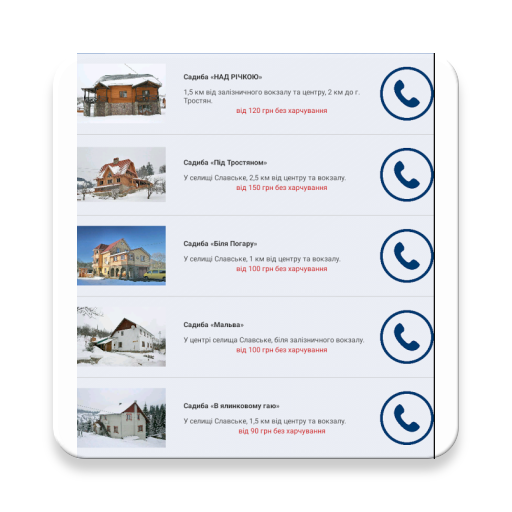 Садиба «НАД РІЧКОЮ»
1,5 км від залізничного вокзалу та центру, 2 км до г.
Тростян.
від 120 грн без харчування
Садиба «Під Тростяном»
У селищі Славське, 2,5 км від центру та вокзалу.
від 150 грн без харчування
Садиба «Біля Погару»
У селищі Славське, 1 км від центру та вокзалу.
від 100 грн без харчування
Садиба «Мальва»
У центрі селища Славське, біля залізничного вокзалу.
від 100 грн без харчування
Садиба «В ялинковому гаю»
У селищі Славське, 1,5 км від центру та вокзалу.
від 90 грн без харчування